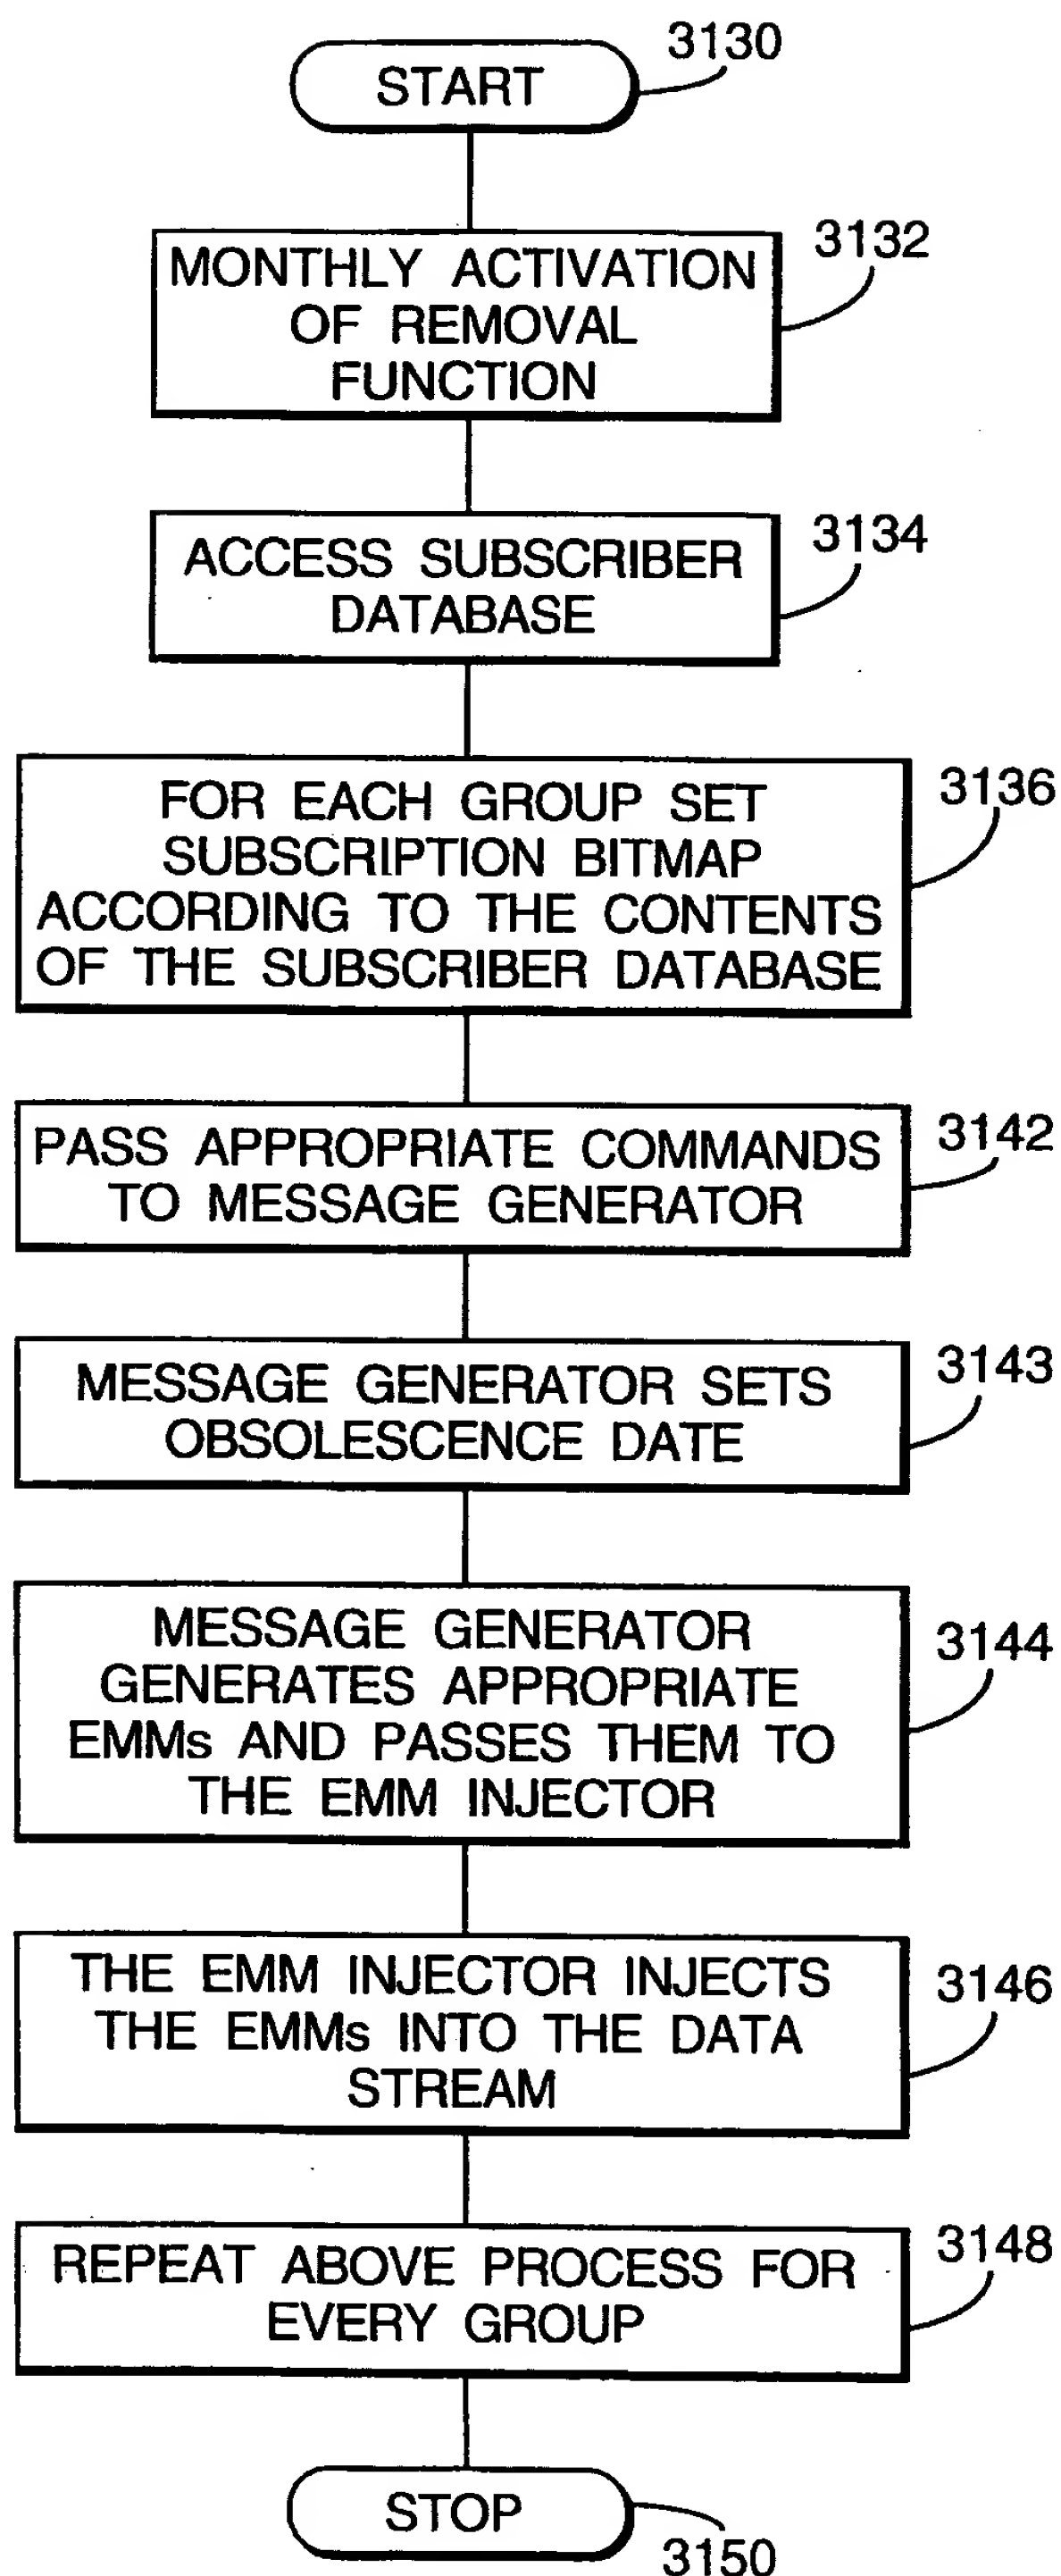 START
3130
MONTHLY ACTIVATION
OF REMOVAL
FUNCTION
3132
ACCESS SUBSCRIBER
DATABASE
3134
FOR EACH GROUP SET
SUBSCRIPTION BITMAP
ACCORDING TO THE CONTENTS
OF THE SUBSCRIBER DATABASE
3136
PASS APPROPRIATE COMMANDS
TO MESSAGE GENERATOR
3142
MESSAGE GENERATOR SETS
OBSOLESCENCE DATE
3143
MESSAGE GENERATOR
GENERATES APPROPRIATE
EMMs AND PASSES THEM TO
THE EMM INJECTOR
3144
THE EMM INJECTOR INJECTS
THE EMMs INTO THE DATA
STREAM
3146
REPEAT ABOVE PROCESS FOR
EVERY GROUP
3148
STOP
3150